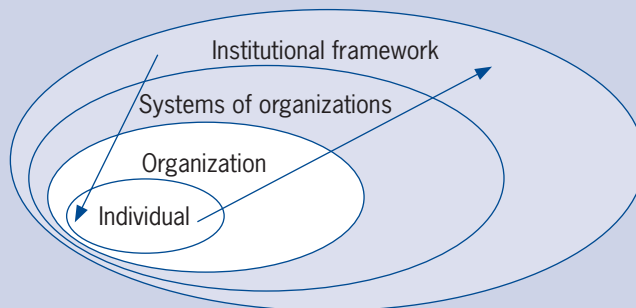 Institutional framework
Systems of organizations
Organization
Individual